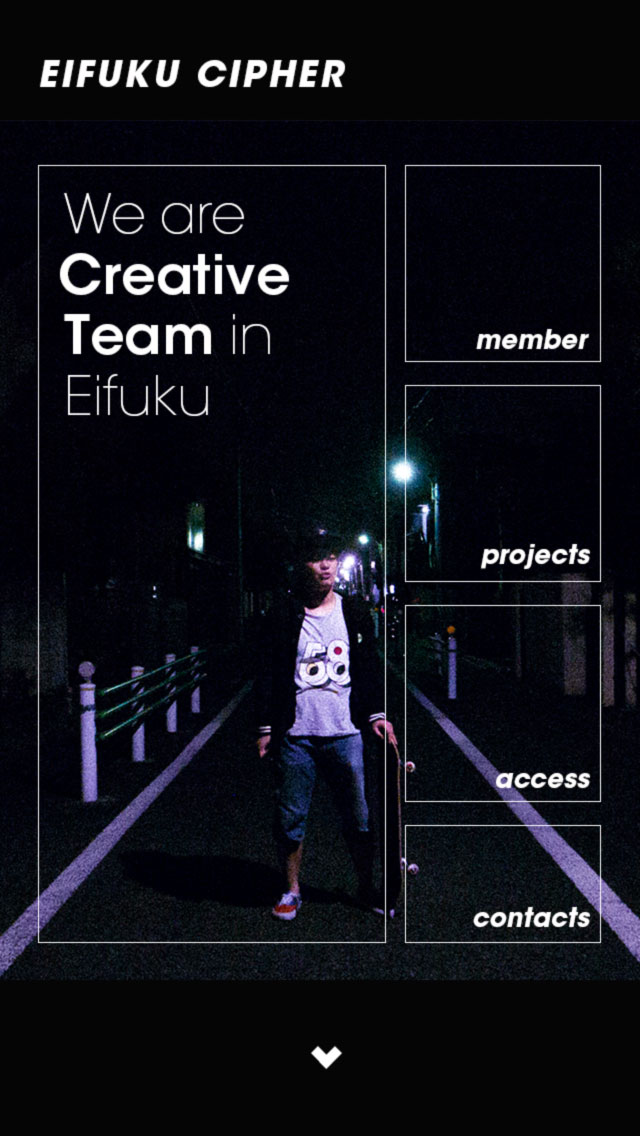 EIFUKU CIPHER
We are
Creative
Team in
Eifuku
member
projects
58
access
contacts